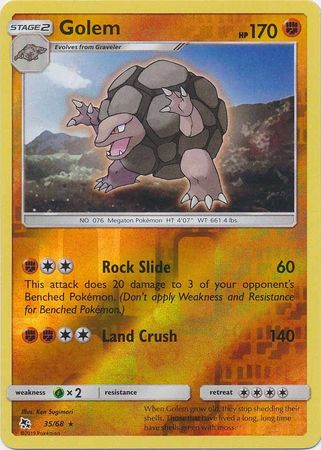 STAGE 2 Golem HP 170
Evolves from Graveler
NO. 076 Megaton Pokémon HT 4'07" WT 661.4 lbs.
Rock Slide 60
This attack does 20 damage to 3 of your opponent's
Benched Pokémon. (Don't apply Weakness and Resistance
for Benched Pokémon.)
Land Crush 140
weakness × 2 resistance retreat
Illus. Ken Sugimori
35/68 ★
©2019 Pokémon
When Golem grow old, they stop shedding their
shells. Those that have lived a long, long time
have shells green with moss.